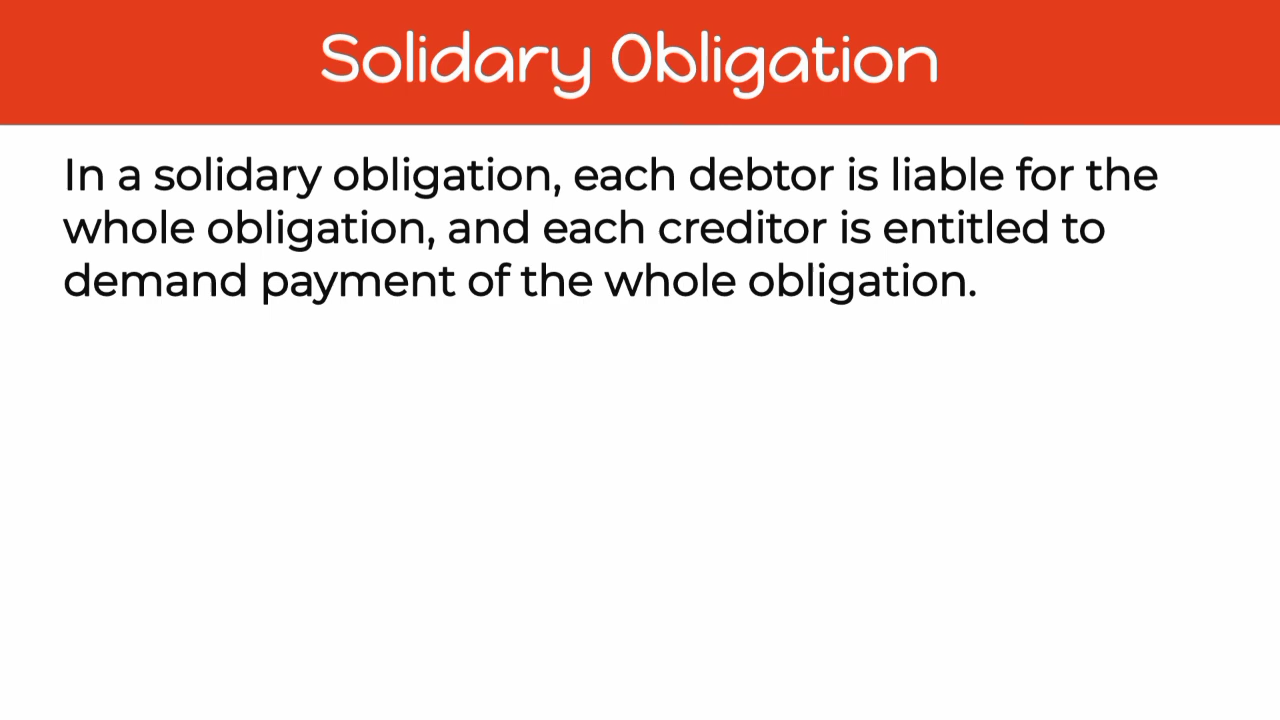 Solidary Obligation
In a solidary obligation, each debtor is liable for the
whole obligation, and each creditor is entitled to
demand payment of the whole obligation.